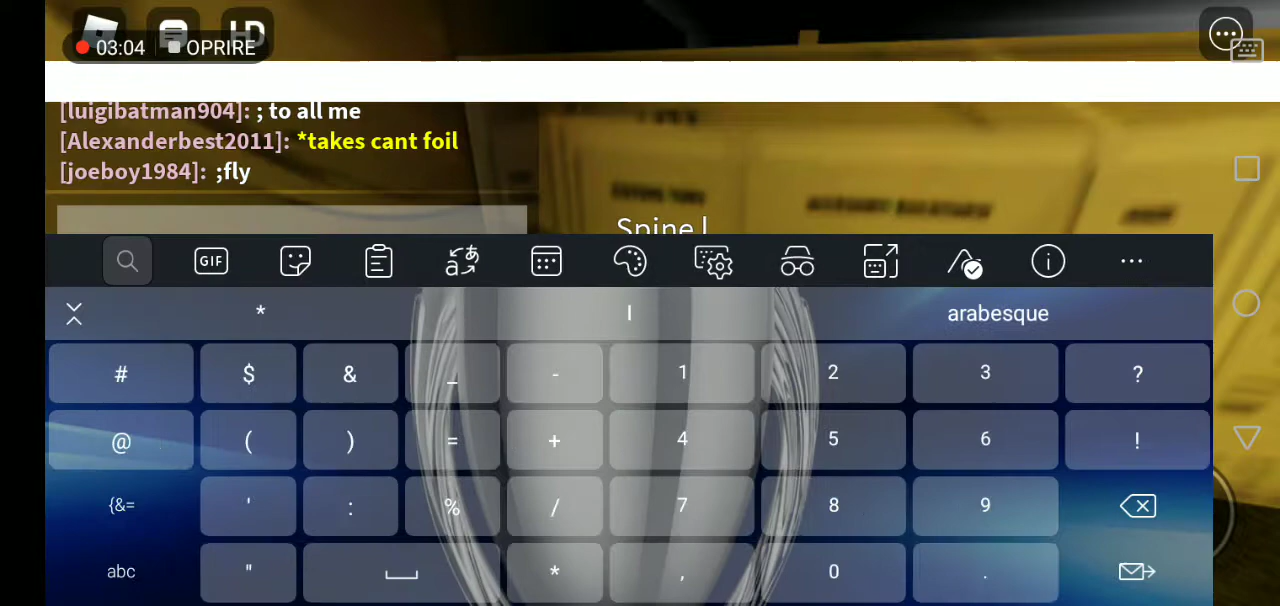 HD
03:04 OPRIRE
[luigibatman904]: ; to all me
[Alexanderbest2011]: *takes cant foil
[joeboy1984]: ;fly
Spine l
GIF
* l arabesque
# $ & _ - 1 2 3 ?
@ ( ) = + 4 5 6 !
{&= ' : % / 7 8 9
abc " * , 0 .